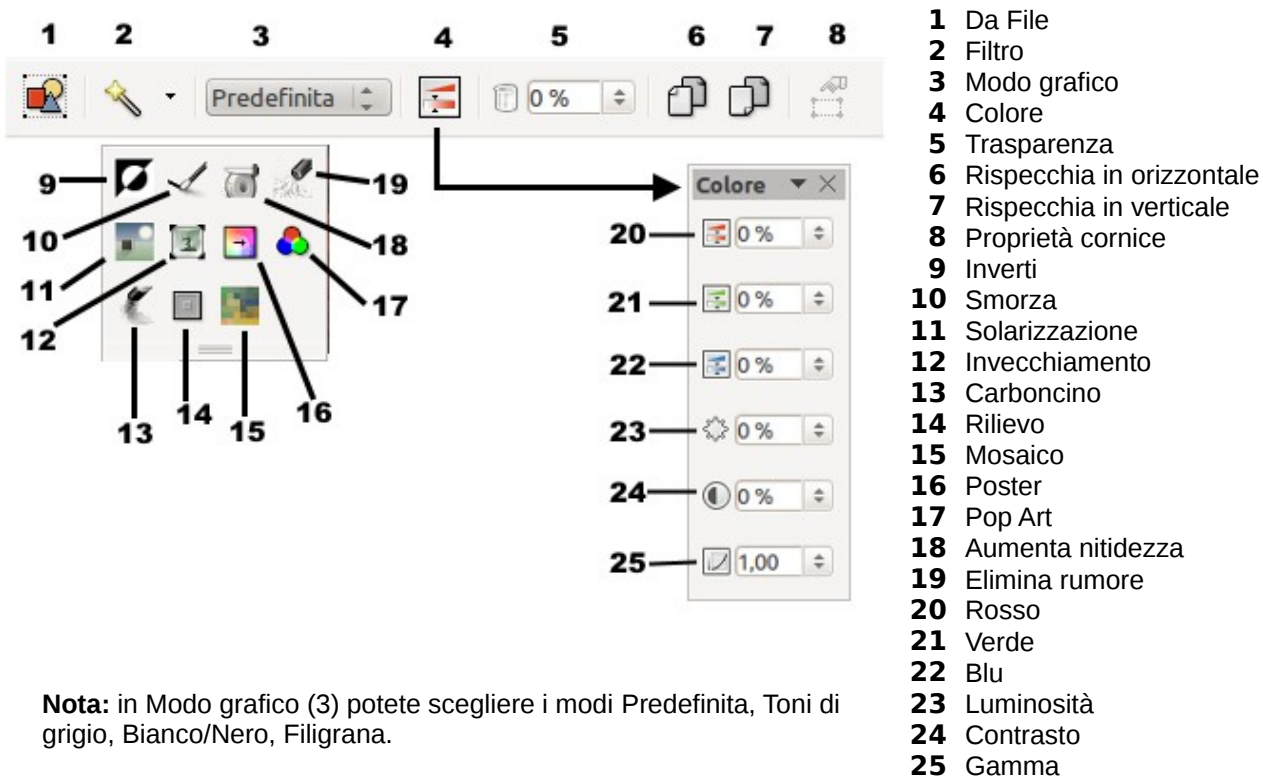 1 2 3 4 5 6 7 8
Predefinita 0 %
9 19
10 18
11 17
12
13 14 15 16
Colore
20 0 %
21 0 %
22 0 %
23 0 %
24 0 %
25 1,00
Nota: in Modo grafico (3) potete scegliere i modi Predefinita, Toni di
grigio, Bianco/Nero, Filigrana.
1 Da File
2 Filtro
3 Modo grafico
4 Colore
5 Trasparenza
6 Rispecchia in orizzontale
7 Rispecchia in verticale
8 Proprietà cornice
9 Inverti
10 Smorza
11 Solarizzazione
12 Invecchiamento
13 Carboncino
14 Rilievo
15 Mosaico
16 Poster
17 Pop Art
18 Aumenta nitidezza
19 Elimina rumore
20 Rosso
21 Verde
22 Blu
23 Luminosità
24 Contrasto
25 Gamma